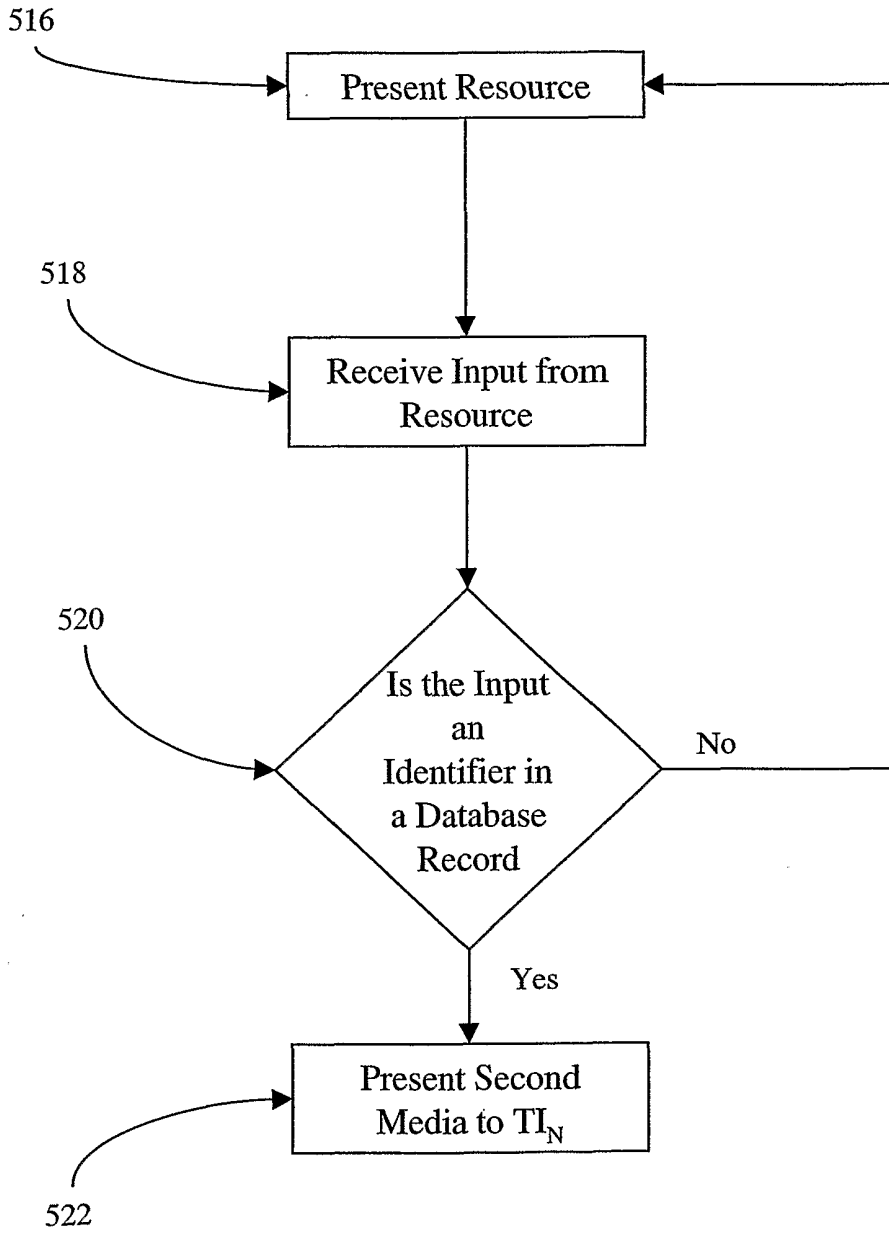 516
Present Resource
518
Receive Input from
Resource
520
Is the Input
an
Identifier in
a Database
Record
No
Yes
Present Second
Media to TI_N
522